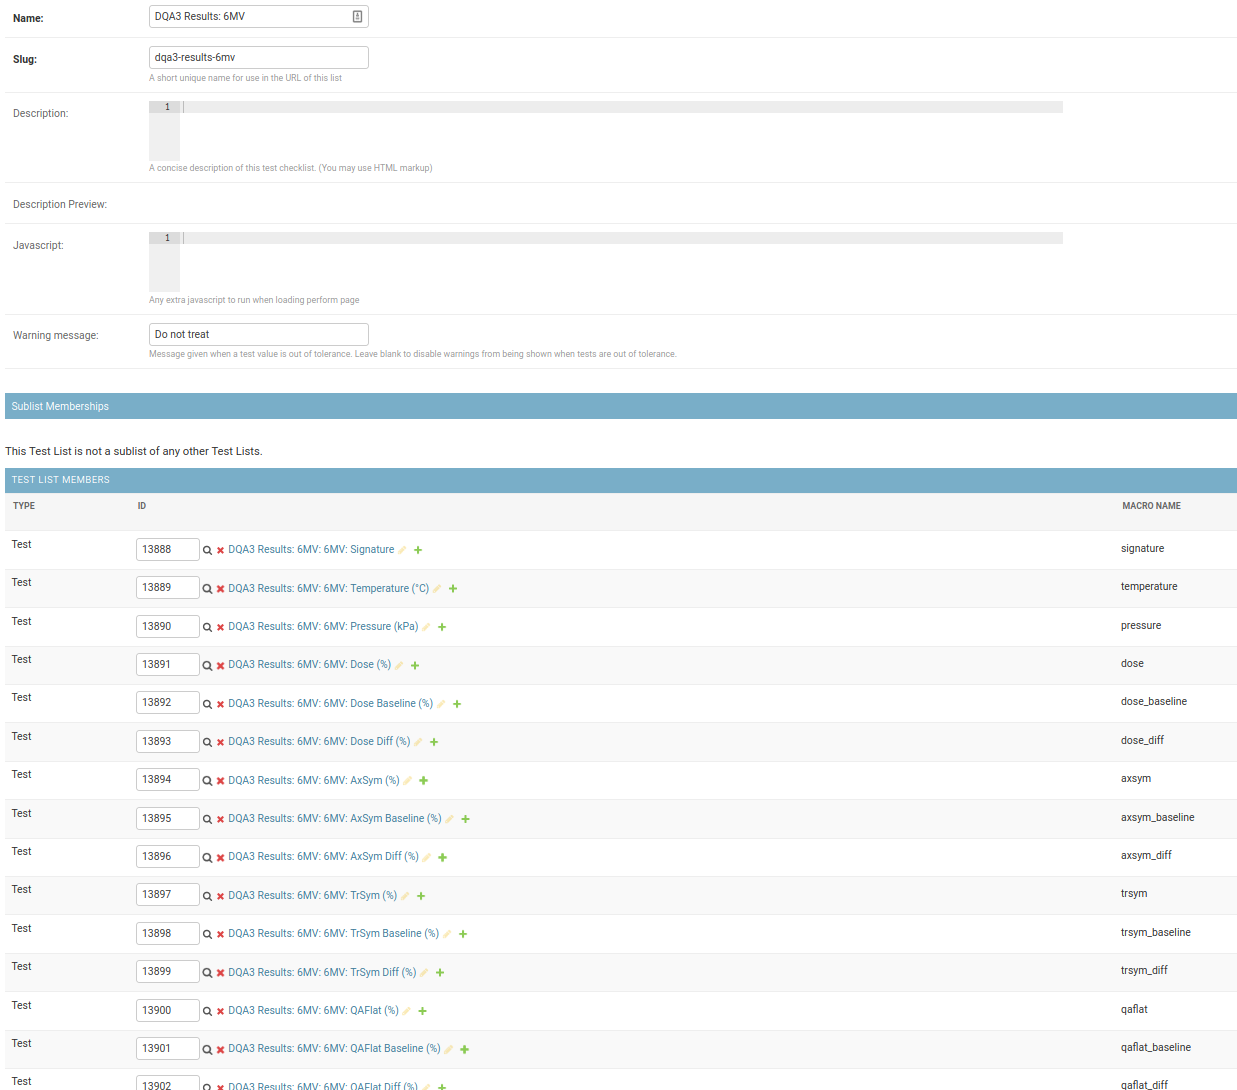 Name: DQA3 Results: 6MV
Slug: dqa3-results-6mv
A short unique name for use in the URL of this list
Description: 1
A concise description of this test checklist. (You may use HTML markup)
Description Preview:
Javascript: 1
Any extra javascript to run when loading perform page
Warning message: Do not treat
Message given when a test value is out of tolerance. Leave blank to disable warnings from being shown when tests are out of tolerance.
Sublist Memberships
This Test List is not a sublist of any other Test Lists.
TEST LIST MEMBERS
TYPE ID MACRO NAME
Test 13888 DQA3 Results: 6MV: 6MV: Signature signature
Test 13889 DQA3 Results: 6MV: 6MV: Temperature (°C) temperature
Test 13890 DQA3 Results: 6MV: 6MV: Pressure (kPa) pressure
Test 13891 DQA3 Results: 6MV: 6MV: Dose (%) dose
Test 13892 DQA3 Results: 6MV: 6MV: Dose Baseline (%) dose_baseline
Test 13893 DQA3 Results: 6MV: 6MV: Dose Diff (%) dose_diff
Test 13894 DQA3 Results: 6MV: 6MV: AxSym (%) axsym
Test 13895 DQA3 Results: 6MV: 6MV: AxSym Baseline (%) axsym_baseline
Test 13896 DQA3 Results: 6MV: 6MV: AxSym Diff (%) axsym_diff
Test 13897 DQA3 Results: 6MV: 6MV: TrSym (%) trsym
Test 13898 DQA3 Results: 6MV: 6MV: TrSym Baseline (%) trsym_baseline
Test 13899 DQA3 Results: 6MV: 6MV: TrSym Diff (%) trsym_diff
Test 13900 DQA3 Results: 6MV: 6MV: QAFlat (%) qaflat
Test 13901 DQA3 Results: 6MV: 6MV: QAFlat Baseline (%) qaflat_baseline
Test 13902 DQA3 Results: 6MV: 6MV: QAFlat Diff (%) qaflat_diff